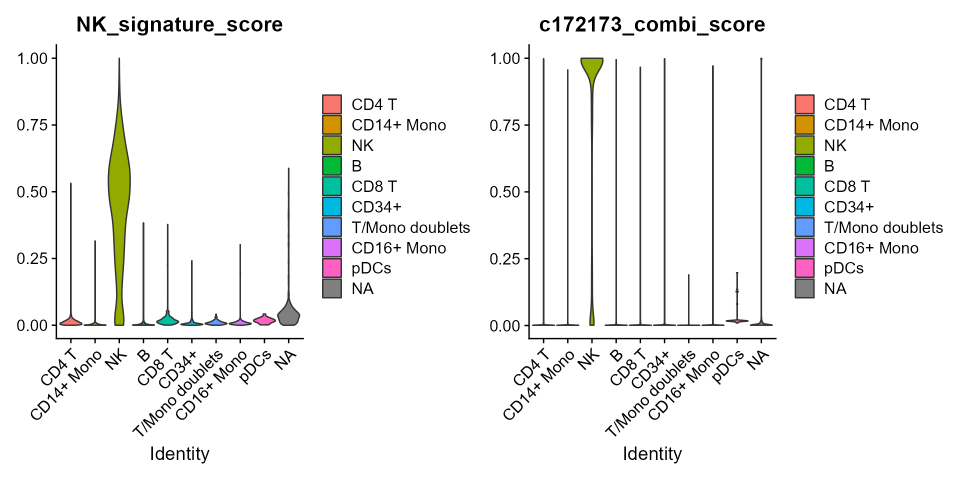 NK_signature_score
1.00
0.75
0.50
0.25
0.00
CD4 T
CD14+ Mono
NK
B
CD8 T
CD34+
T/Mono doublets
CD16+ Mono
pDCs
NA
Identity
CD4 T
CD14+ Mono
NK
B
CD8 T
CD34+
T/Mono doublets
CD16+ Mono
pDCs
NA
c172173_combi_score
1.00
0.75
0.50
0.25
0.00
CD4 T
CD14+ Mono
NK
B
CD8 T
CD34+
T/Mono doublets
CD16+ Mono
pDCs
NA
Identity
CD4 T
CD14+ Mono
NK
B
CD8 T
CD34+
T/Mono doublets
CD16+ Mono
pDCs
NA